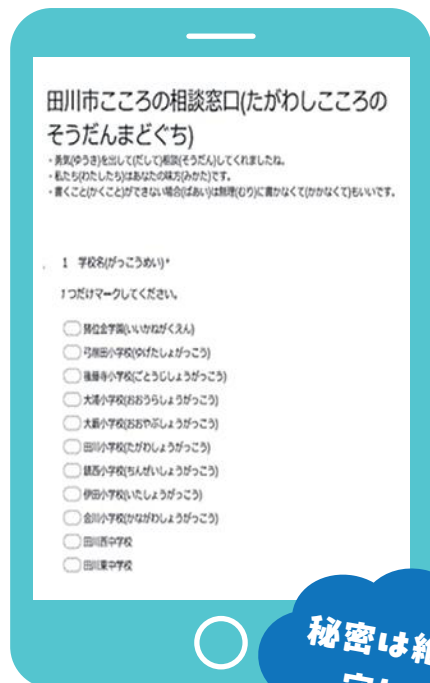 田川市こころの相談窓口(たがわしこころの
そうだんまどぐち)
・勇気(ゆうき)を出して(だして)相談(そうだん)してくれましたね。
・私たち(わたしたち)はあなたの味方(みかた)です。
・書くこと(かくこと)ができない場合(ばあい)は無理(むり)に書かなくて(かかなくて)もいいです。
1 学校名(がっこうめい)*
1つだけマークしてください。
猪位金学園(いいかねがくえん)
弓削田小学校(ゆげたしょがっこう)
後藤寺小学校(ごとうじしょうがっこう)
大浦小学校(おおうらしょうがっこう)
大藪小学校(おおやぶしょうがっこう)
田川小学校(たがわしょうがっこう)
鎮西小学校(ちんぜいしょうがっこう)
伊田小学校(いたしょうがっこう)
金川小学校(かながわしょうがっこう)
田川西中学校
田川東中学校
秘密は絶